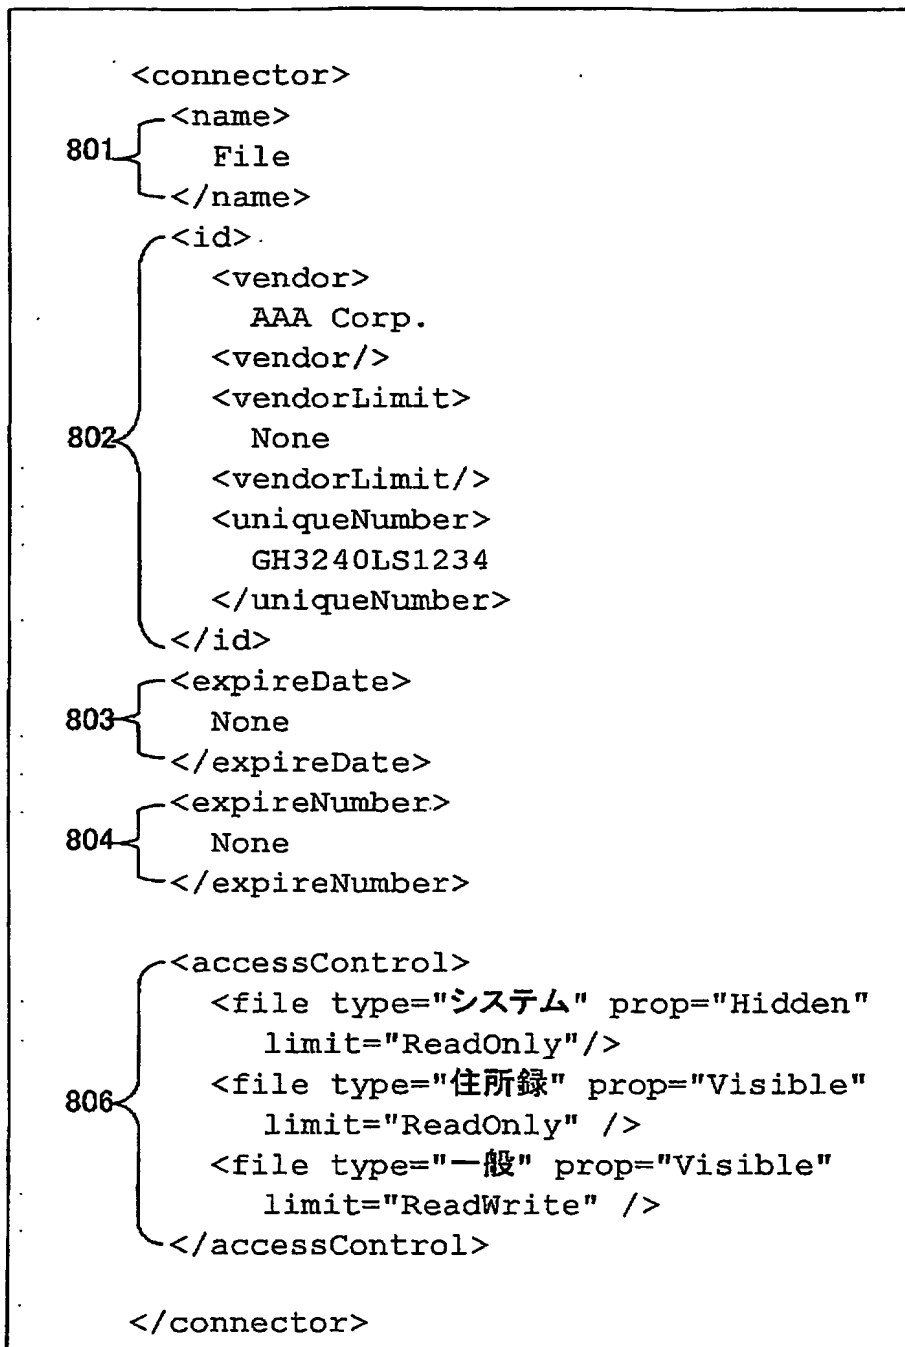 <connector>
801 <name>
File
</name>
<id>
<vendor>
AAA Corp.
<vendor/>
<vendorLimit>
802 None
<vendorLimit/>
<uniqueNumber>
GH3240LS1234
</uniqueNumber>
</id>
<expireDate>
803 None
</expireDate>
<expireNumber>
804 None
</expireNumber>
<accessControl>
<file type="システム" prop="Hidden"
limit="ReadOnly"/>
806 <file type="住所録" prop="Visible"
limit="ReadOnly" />
<file type="一般" prop="Visible"
limit="ReadWrite" />
</accessControl>
</connector>